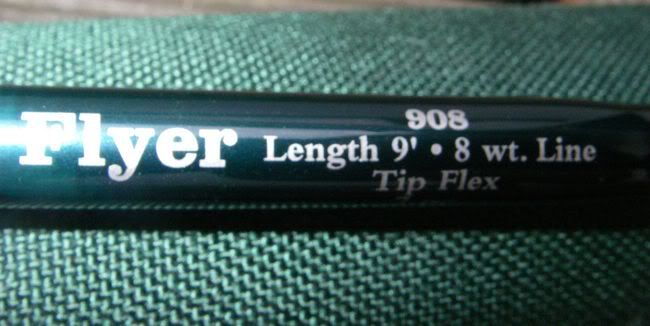 Flyer
908
Length 9' • 8 wt. Line
Tip Flex